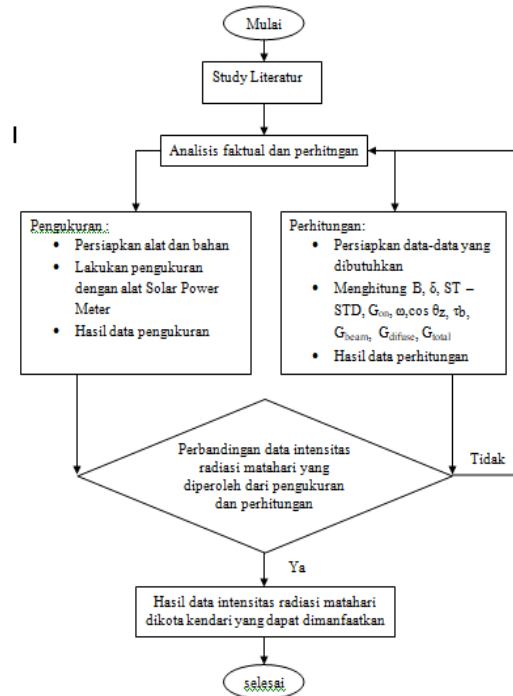 Mulai
Study Literatur
Analisis faktual dan perhitngan
Pengukuran :
• Persiapkan alat dan bahan
• Lakukan pengukuran
dengan alat Solar Power
Meter
• Hasil data pengukuran
Perhitungan:
• Persiapkan data-data yang
dibutuhkan
• Menghitung B, δ, ST –
STD, Gon, ω,cos θz, τb,
Gbeam, Gdifuse, Gtotal
• Hasil data perhitungan
Perbandingan data intensitas
radiasi matahari yang
diperoleh dari pengukuran
dan perhitungan
Tidak
Ya
Hasil data intensitas radiasi matahari
dikota kendari yang dapat dimanfaatkan
selesai